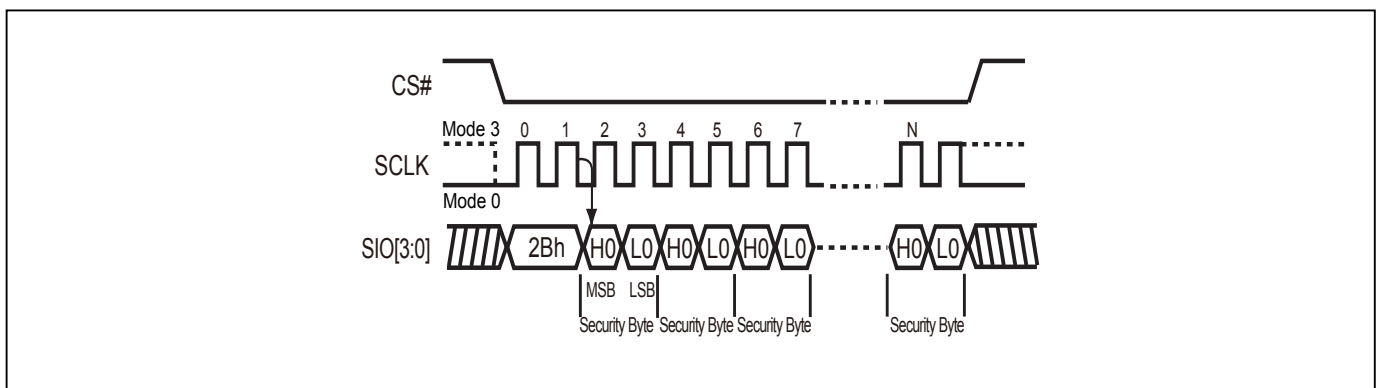 CS#
Mode 3 0 1 2 3 4 5 6 7 N
SCLK
Mode 0
SIO[3:0] 2Bh H0 L0 H0 L0 H0 L0 H0 L0
MSB LSB
Security Byte Security Byte Security Byte Security Byte